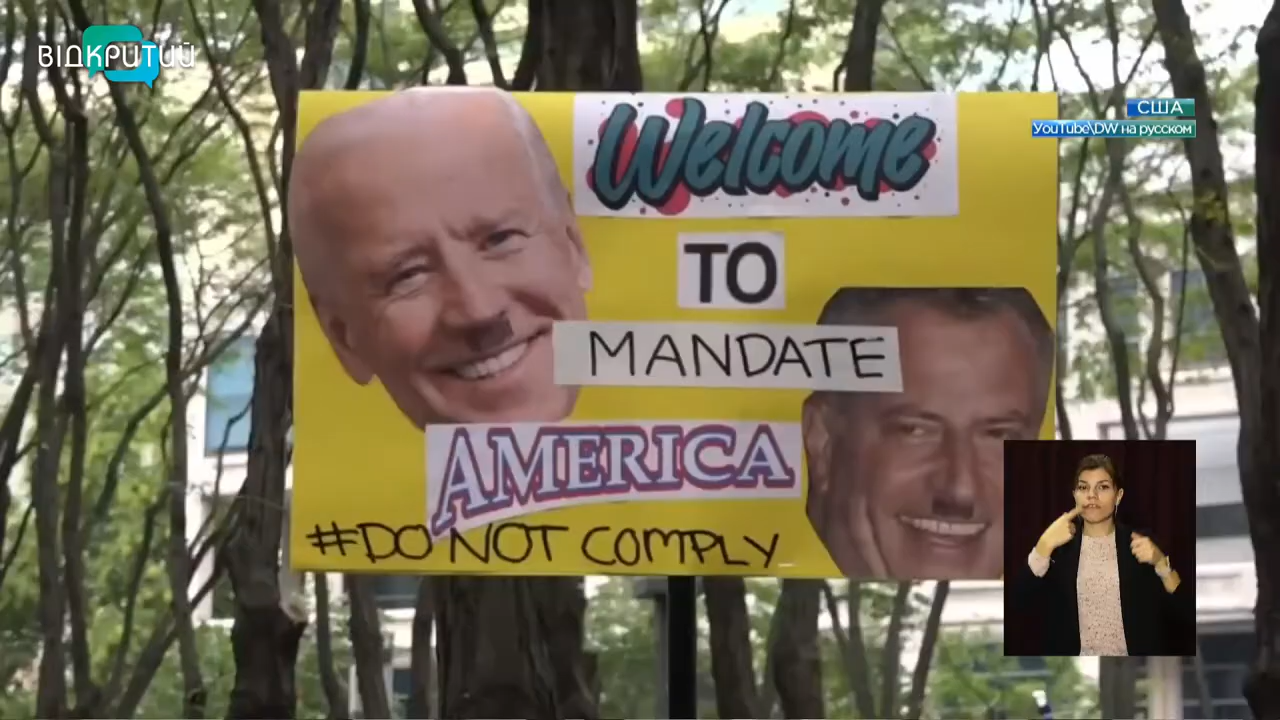 ВІДКРИТИЙ
США
YouTube\DW на русском
Welcome
TO
MANDATE
AMERICA
#DO NOT COMPLY